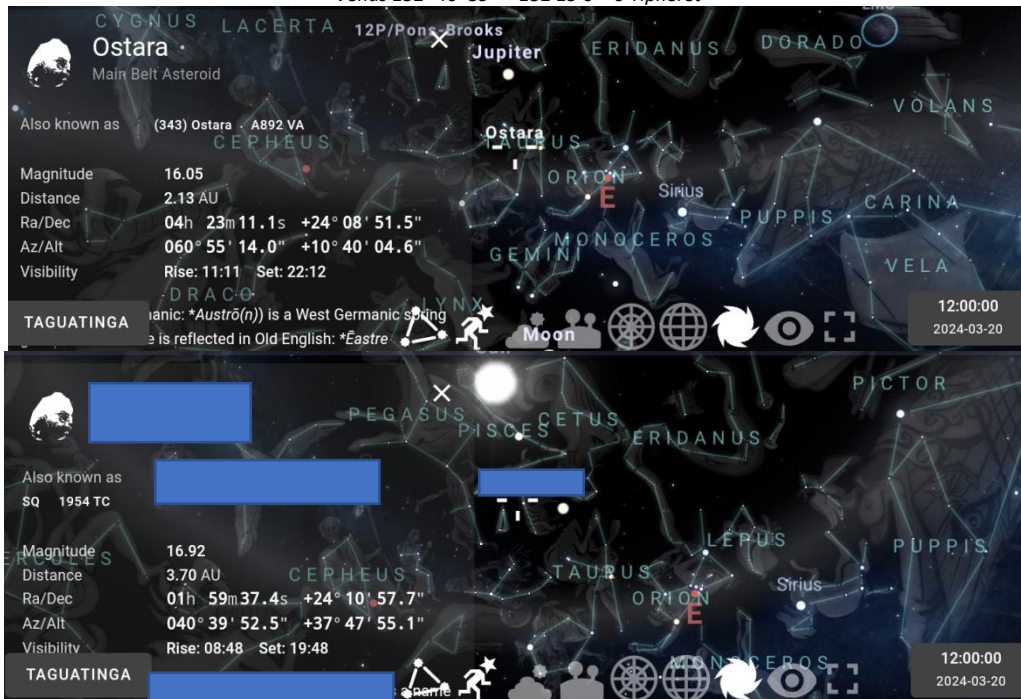 CYGNUS LACERTA 12P/Pons-Brooks
Ostara
Jupiter
ERIDANUS DORADO
Main Belt Asteroid
VOLANS
Also known as (343) Ostara · A892 VA
Ostara
TAURUS
CEPHEUS
Magnitude 16.05
ORION
Distance 2.13 AU
Sirius
E
CARINA
PUPPIS
Ra/Dec 04h 23m11.1s +24° 08' 51.5"
MONOCEROS
Az/Alt 060° 55' 14.0" +10° 40' 04.6"
GEMINI
VELA
Visibility Rise: 11:11 Set: 22:12
DRACO
LYNX
12:00:00
TAGUATINGA
anic: *Austrō(n)) is a West Germanic spring
Moon
2024-03-20
e is reflected in Old English: *Ēastre
PICTOR
PEGASUS
PISCES
CETUS
ERIDANUS
Also known as
SQ 1954 TC
Magnitude 16.92
LEPUS
PUPPIS
Distance 3.70 AU
CEPHEUS
TAURUS
Sirius
Ra/Dec 01h 59m37.4s +24° 10' 57.7"
ORION
E
Az/Alt 040° 39' 52.5" +37° 47' 55.1"
Visibility Rise: 08:48 Set: 19:48
MONOCEROS
12:00:00
TAGUATINGA
s a name
2024-03-20